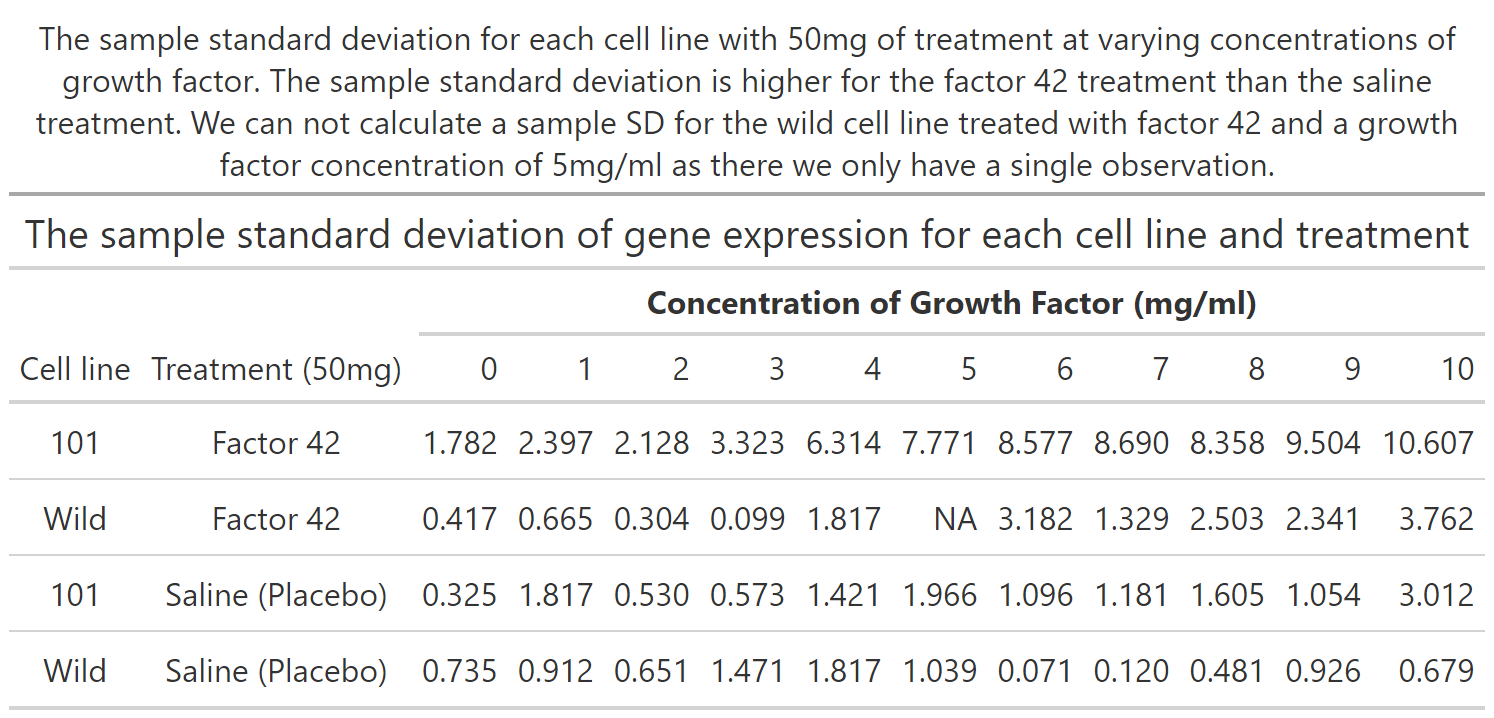 The sample standard deviation for each cell line with 50mg of treatment at varying concentrations of
growth factor. The sample standard deviation is higher for the factor 42 treatment than the saline
treatment. We can not calculate a sample SD for the wild cell line treated with factor 42 and a growth
factor concentration of 5mg/ml as there we only have a single observation.
The sample standard deviation of gene expression for each cell line and treatment
Concentration of Growth Factor (mg/ml)
Cell line Treatment (50mg) 0 1 2 3 4 5 6 7 8 9 10
101 Factor 42 1.782 2.397 2.128 3.323 6.314 7.771 8.577 8.690 8.358 9.504 10.607
Wild Factor 42 0.417 0.665 0.304 0.099 1.817 NA 3.182 1.329 2.503 2.341 3.762
101 Saline (Placebo) 0.325 1.817 0.530 0.573 1.421 1.966 1.096 1.181 1.605 1.054 3.012
Wild Saline (Placebo) 0.735 0.912 0.651 1.471 1.817 1.039 0.071 0.120 0.481 0.926 0.679